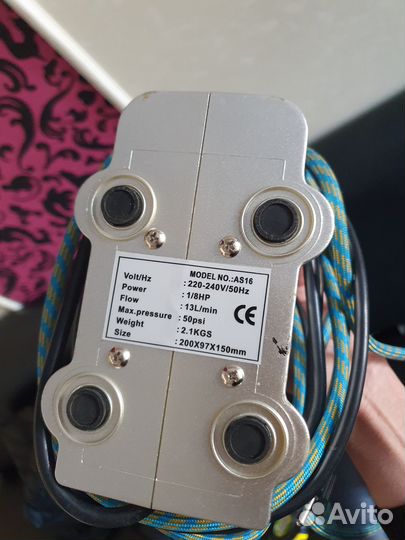 MODEL NO.:AS16
Volt/Hz : 220-240V/50Hz
Power : 1/8HP
Flow : 13L/min
Max.pressure : 50psi
Weight : 2.1KGS
Size : 200X97X150mm
CE
Avito